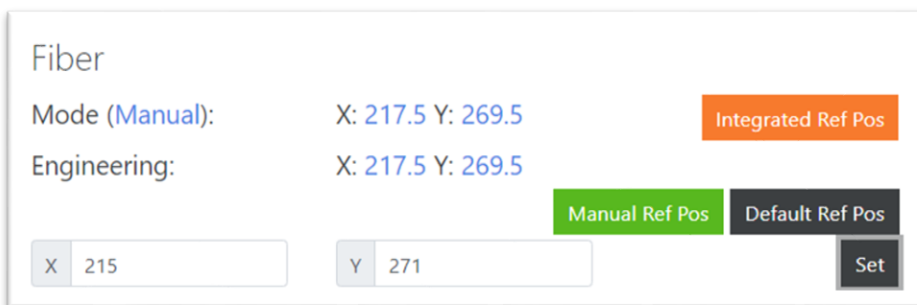 Fiber
Mode (Manual): X: 217.5 Y: 269.5 Integrated Ref Pos
Engineering: X: 217.5 Y: 269.5
Manual Ref Pos Default Ref Pos
X 215 Y 271 Set